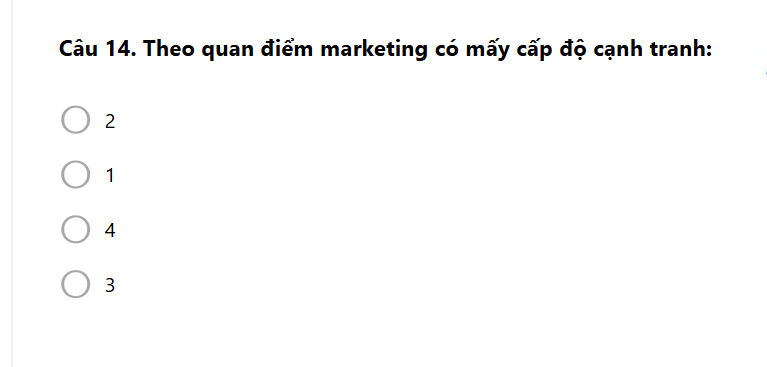 Câu 14. Theo quan điểm marketing có mấy cấp độ cạnh tranh:
2
1
4
3